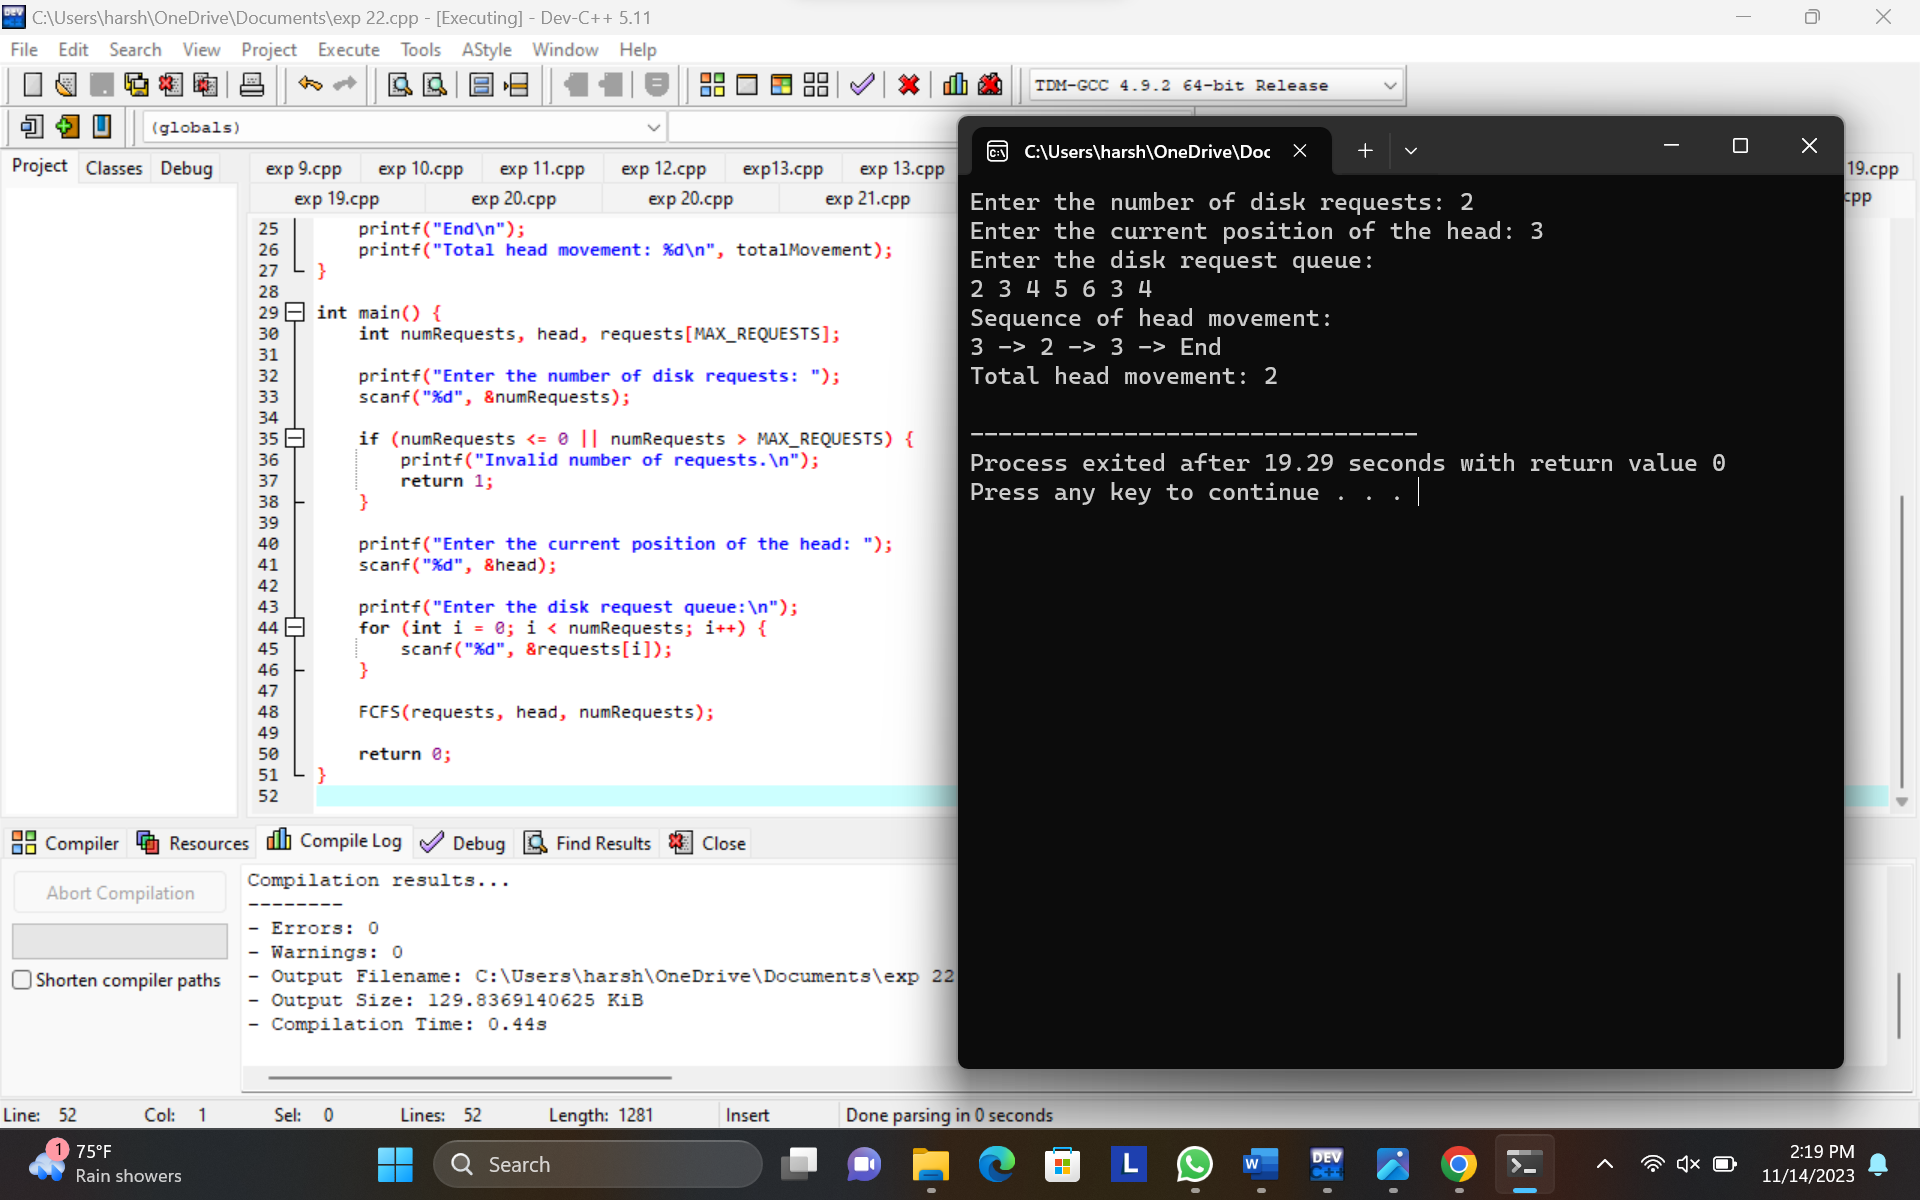 C:\Users\harsh\OneDrive\Documents\exp 22.cpp - [Executing] - Dev-C++ 5.11
File Edit Search View Project Execute Tools AStyle Window Help
TDM-GCC 4.9.2 64-bit Release
(globals)
Project Classes Debug
exp 9.cpp exp 10.cpp exp 11.cpp exp 12.cpp exp13.cpp exp 13.cpp 19.cpp
exp 19.cpp exp 20.cpp exp 20.cpp exp 21.cpp cpp
25 printf("End\n");
26 printf("Total head movement: %d\n", totalMovement);
27 }
28
29 int main() {
30 int numRequests, head, requests[MAX_REQUESTS];
31
32 printf("Enter the number of disk requests: ");
33 scanf("%d", &numRequests);
34
35 if (numRequests <= 0 || numRequests > MAX_REQUESTS) {
36 printf("Invalid number of requests.\n");
37 return 1;
38 }
39
40 printf("Enter the current position of the head: ");
41 scanf("%d", &head);
42
43 printf("Enter the disk request queue:\n");
44 for (int i = 0; i < numRequests; i++) {
45 scanf("%d", &requests[i]);
46 }
47
48 FCFS(requests, head, numRequests);
49
50 return 0;
51 }
52
C:\Users\harsh\OneDrive\Doc
Enter the number of disk requests: 2
Enter the current position of the head: 3
Enter the disk request queue:
2 3 4 5 6 3 4
Sequence of head movement:
3 -> 2 -> 3 -> End
Total head movement: 2
--------------------------------
Process exited after 19.29 seconds with return value 0
Press any key to continue . . .
Compiler Resources Compile Log Debug Find Results Close
Abort Compilation
Shorten compiler paths
Compilation results...
--------
- Errors: 0
- Warnings: 0
- Output Filename: C:\Users\harsh\OneDrive\Documents\exp 22
- Output Size: 129.8369140625 KiB
- Compilation Time: 0.44s
Line: 52 Col: 1 Sel: 0 Lines: 52 Length: 1281 Insert Done parsing in 0 seconds
1
75°F
Rain showers
Search
L
W
DEV
C++
2:19 PM
11/14/2023